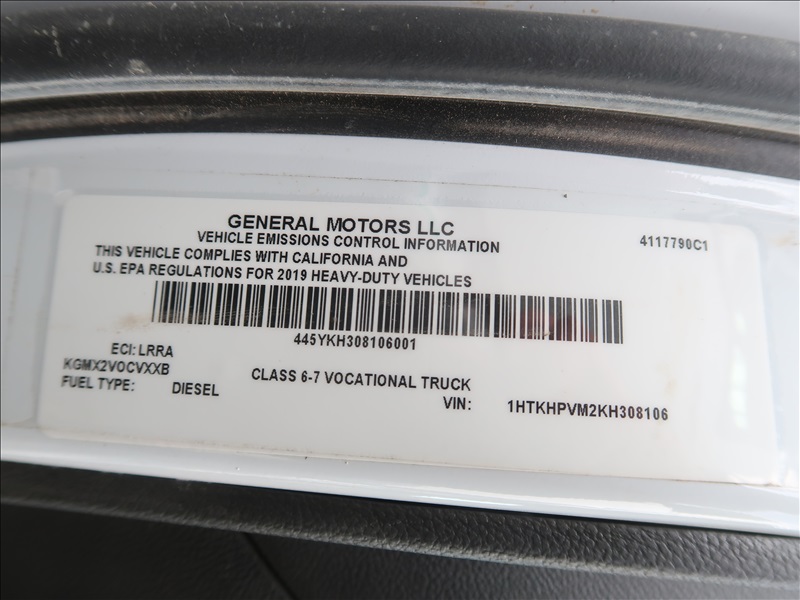 GENERAL MOTORS LLC
VEHICLE EMISSIONS CONTROL INFORMATION
4117790C1
THIS VEHICLE COMPLIES WITH CALIFORNIA AND
U.S. EPA REGULATIONS FOR 2019 HEAVY-DUTY VEHICLES
445YKH308106001
ECI: LRRA
KGMX2VOCVXXB
FUEL TYPE: DIESEL
CLASS 6-7 VOCATIONAL TRUCK
VIN: 1HTKHPVM2KH308106